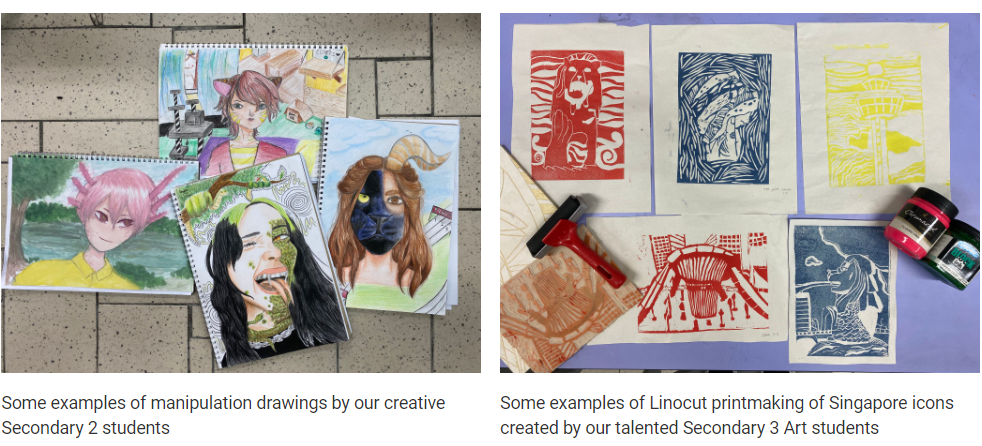 Some examples of manipulation drawings by our creative
Secondary 2 students
Some examples of Linocut printmaking of Singapore icons
created by our talented Secondary 3 Art students